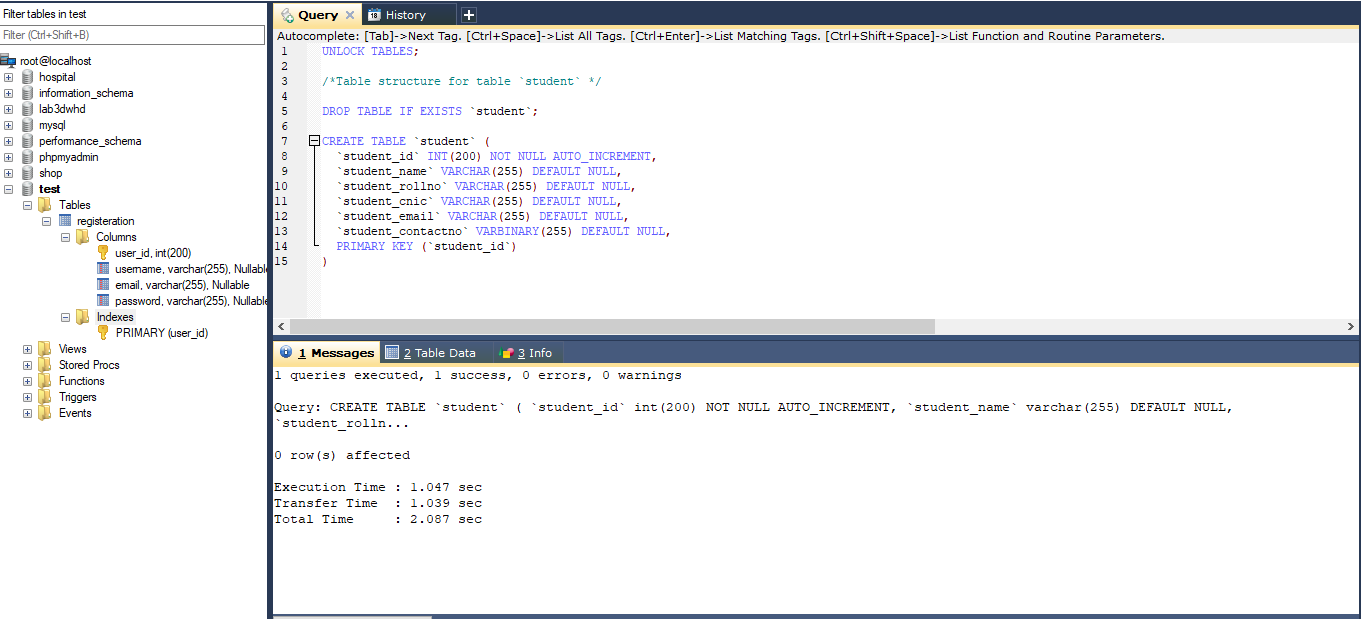 Filter tables in test
Filter (Ctrl+Shift+B)
root@localhost
hospital
information_schema
lab3dwhd
mysql
performance_schema
phpmyadmin
shop
test
Tables
registeration
Columns
user_id, int(200)
username, varchar(255), Nullable
email, varchar(255), Nullable
password, varchar(255), Nullable
Indexes
PRIMARY (user_id)
Views
Stored Procs
Functions
Triggers
Events
Query History
Autocomplete: [Tab]->Next Tag. [Ctrl+Space]->List All Tags. [Ctrl+Enter]->List Matching Tags. [Ctrl+Shift+Space]->List Function and Routine Parameters.
1 UNLOCK TABLES;
2
3 /*Table structure for table `student` */
4
5 DROP TABLE IF EXISTS `student`;
6
7 CREATE TABLE `student` (
8 `student_id` INT(200) NOT NULL AUTO_INCREMENT,
9 `student_name` VARCHAR(255) DEFAULT NULL,
10 `student_rollno` VARCHAR(255) DEFAULT NULL,
11 `student_cnic` VARCHAR(255) DEFAULT NULL,
12 `student_email` VARCHAR(255) DEFAULT NULL,
13 `student_contactno` VARBINARY(255) DEFAULT NULL,
14 PRIMARY KEY (`student_id`)
15 )
1 Messages 2 Table Data 3 Info
1 queries executed, 1 success, 0 errors, 0 warnings
Query: CREATE TABLE `student` ( `student_id` int(200) NOT NULL AUTO_INCREMENT, `student_name` varchar(255) DEFAULT NULL,
`student_rolln...
0 row(s) affected
Execution Time : 1.047 sec
Transfer Time : 1.039 sec
Total Time : 2.087 sec